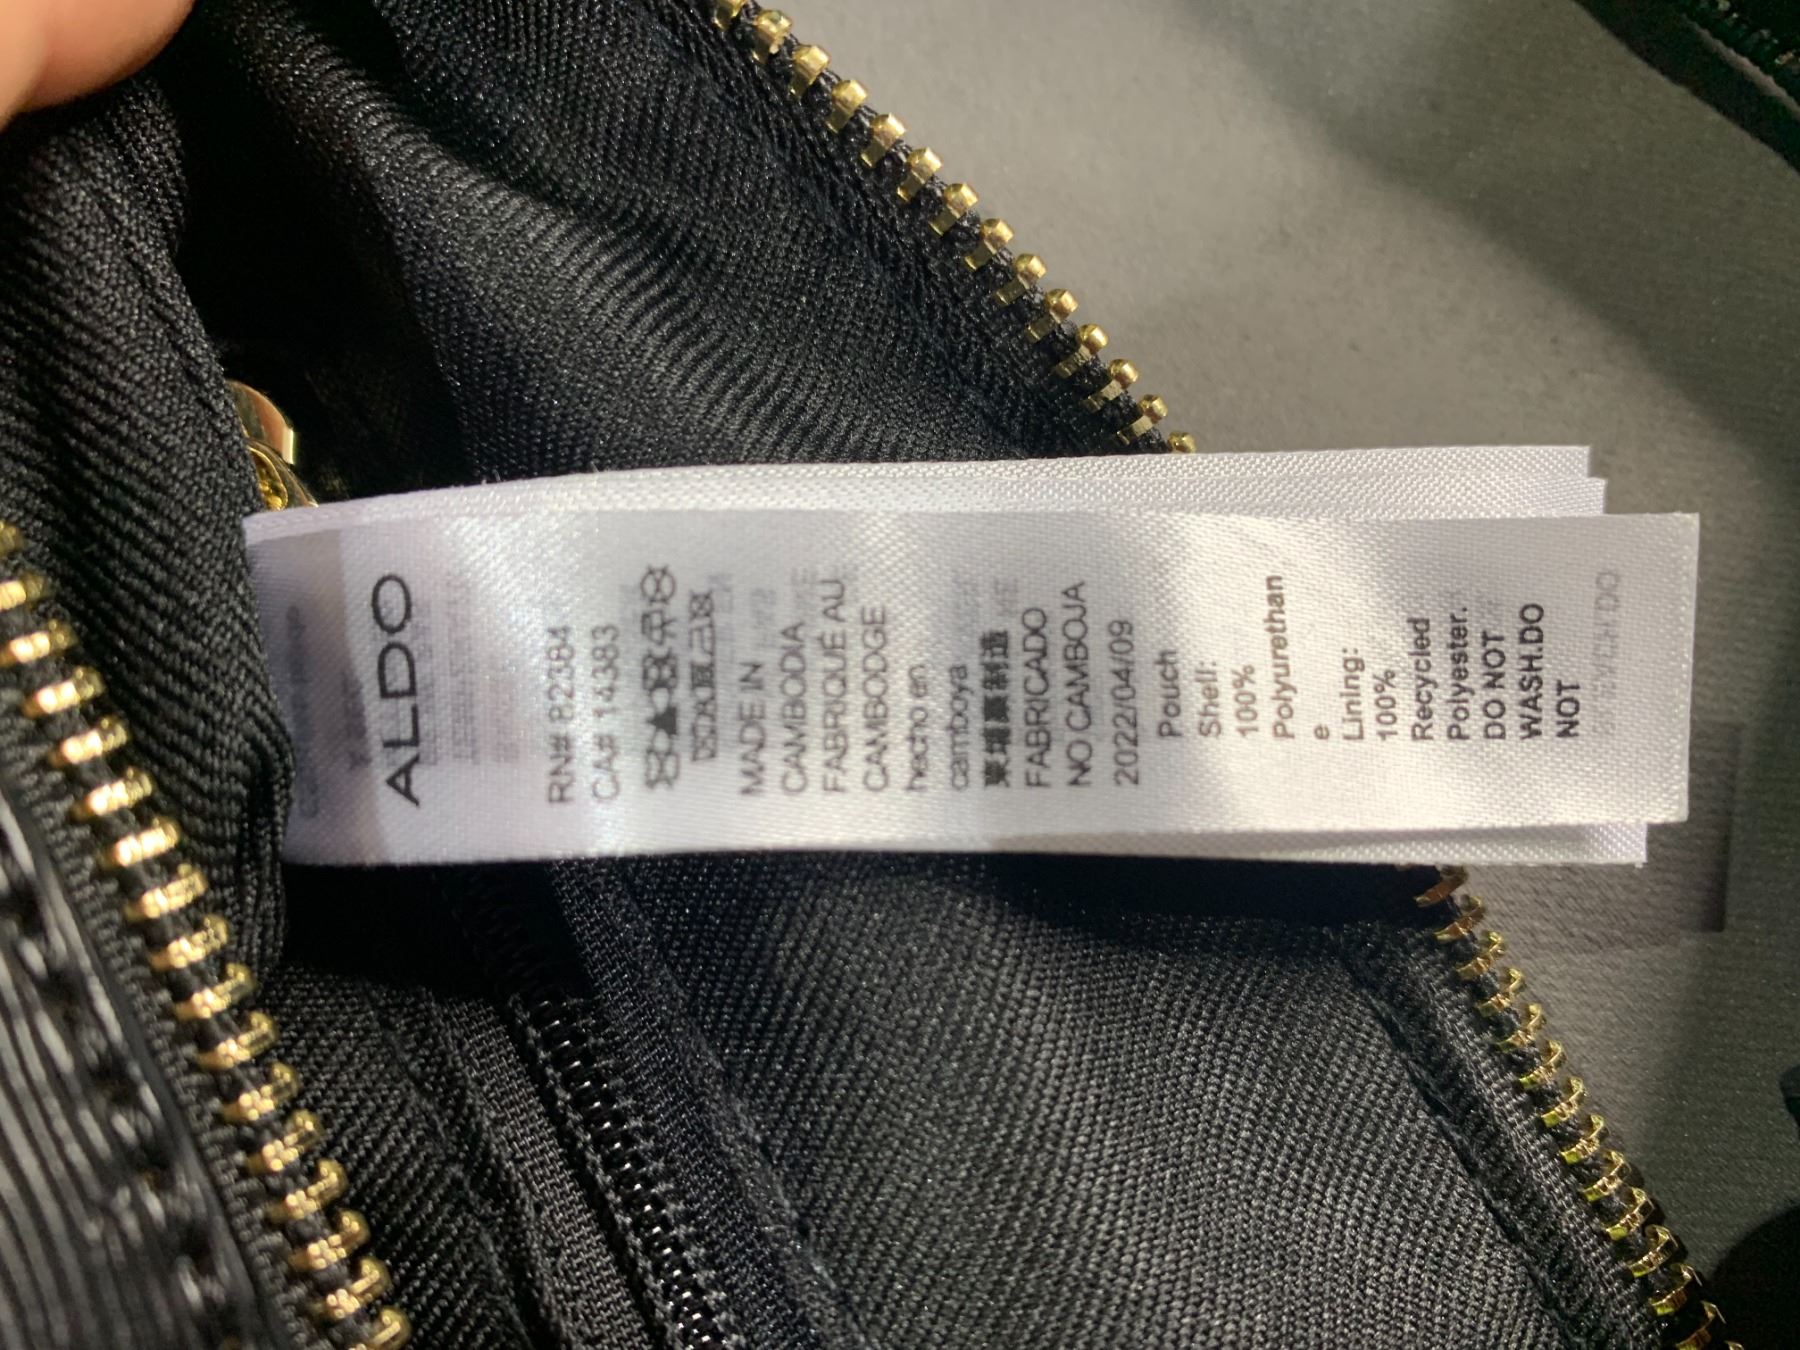 ALDO
RN# 82384
CA# 14383
MADE IN
CAMBODIA
FABRIQUÉ AU
CAMBODGE
hecho en
camboya
柬埔寨制造
FABRICADO
NO CAMBOJA
2022/04/09
Pouch
Shell:
100%
Polyurethan
e
Lining:
100%
Recycled
Polyester.
DO NOT
WASH.DO
NOT